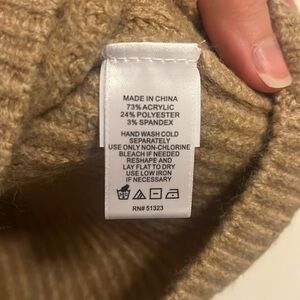 MADE IN CHINA
73% ACRYLIC
24% POLYESTER
3% SPANDEX
HAND WASH COLD
SEPARATELY
USE ONLY NON-CHLORINE
BLEACH IF NEEDED
RESHAPE AND
LAY FLAT TO DRY
USE LOW IRON
IF NECESSARY
RN# 51323